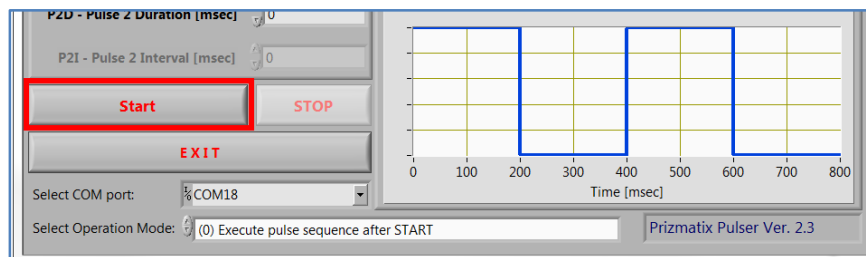 P2D - Pulse 2 Duration [msec] 0
P2I - Pulse 2 Interval [msec] 0
Start STOP
EXIT
0 100 200 300 400 500 600 700 800
Time [msec]
Select COM port: COM18
Select Operation Mode: (0) Execute pulse sequence after START
Prizmatix Pulser Ver. 2.3